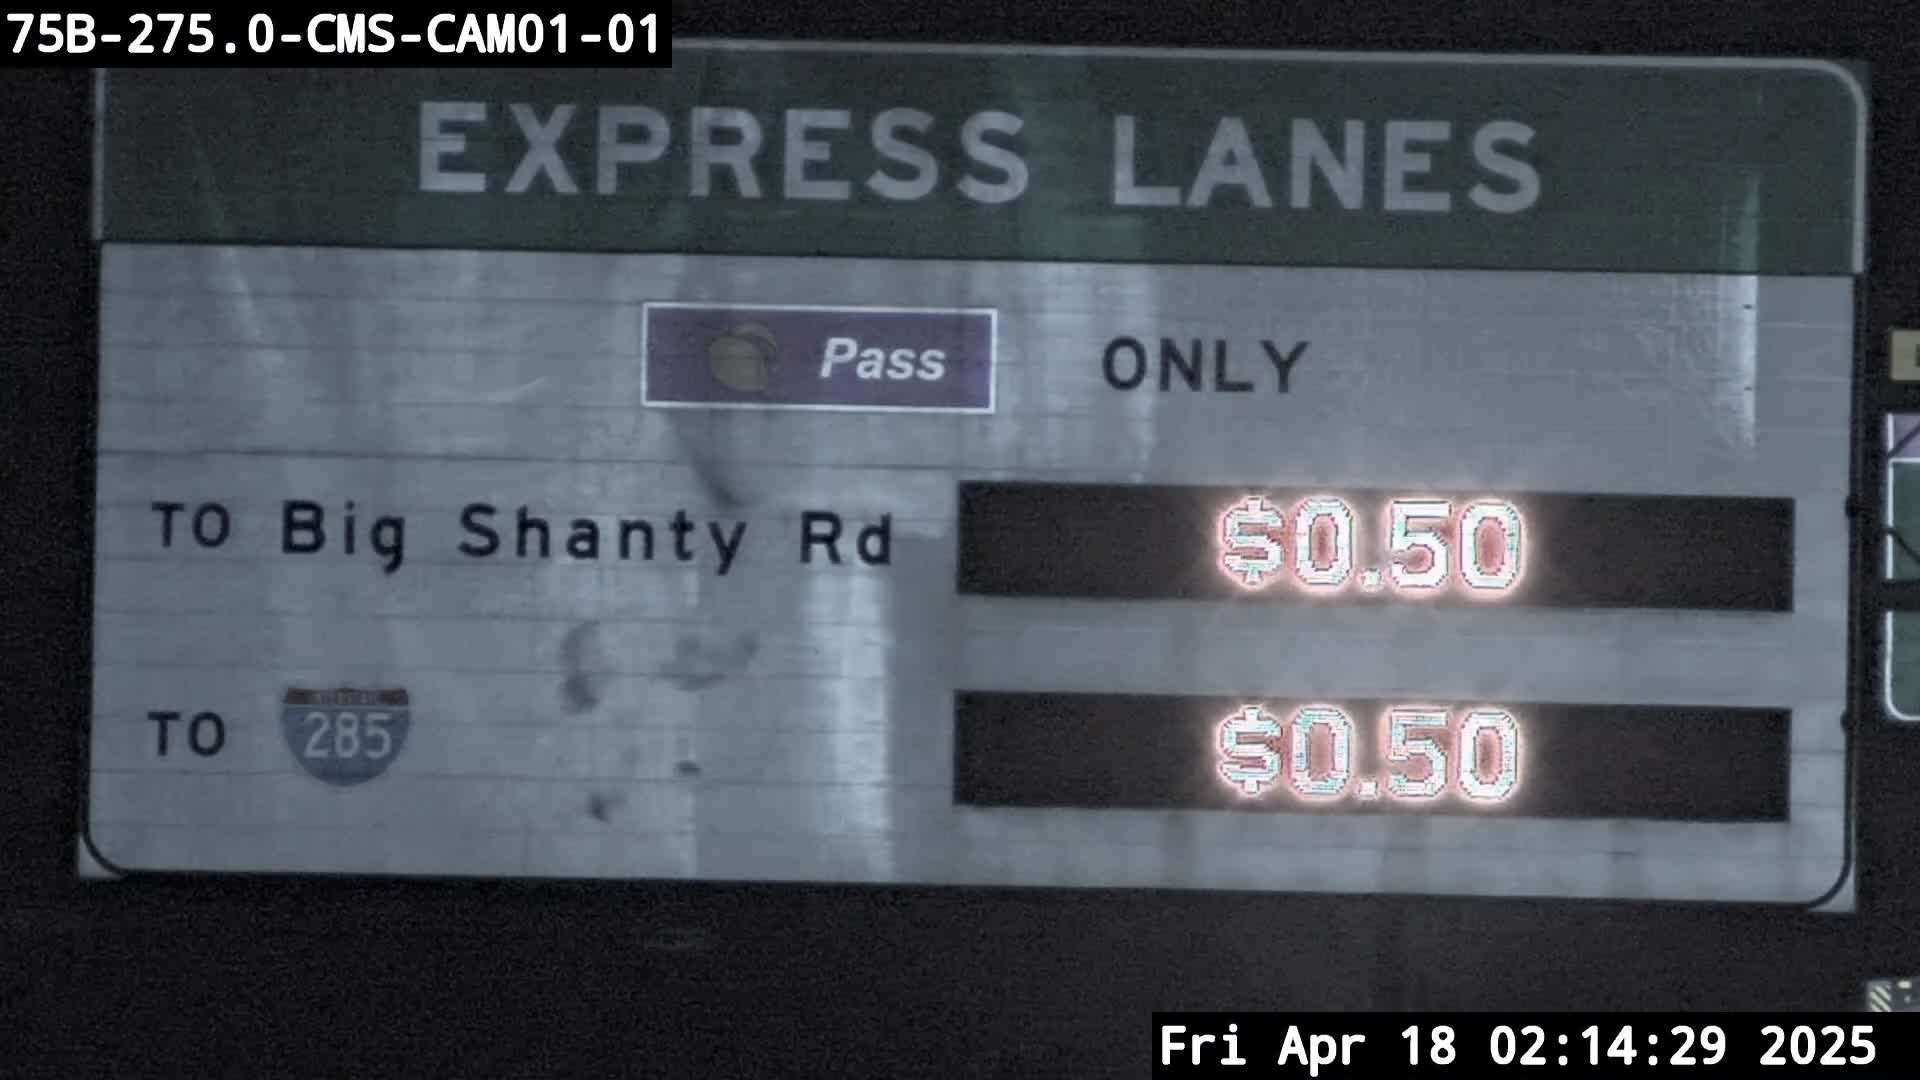 75B-275.0-CMS-CAM01-01
EXPRESS LANES
Pass ONLY
TO Big Shanty Rd $0.50
TO INTERSTATE 285 $0.50
Fri Apr 18 02:14:29 2025